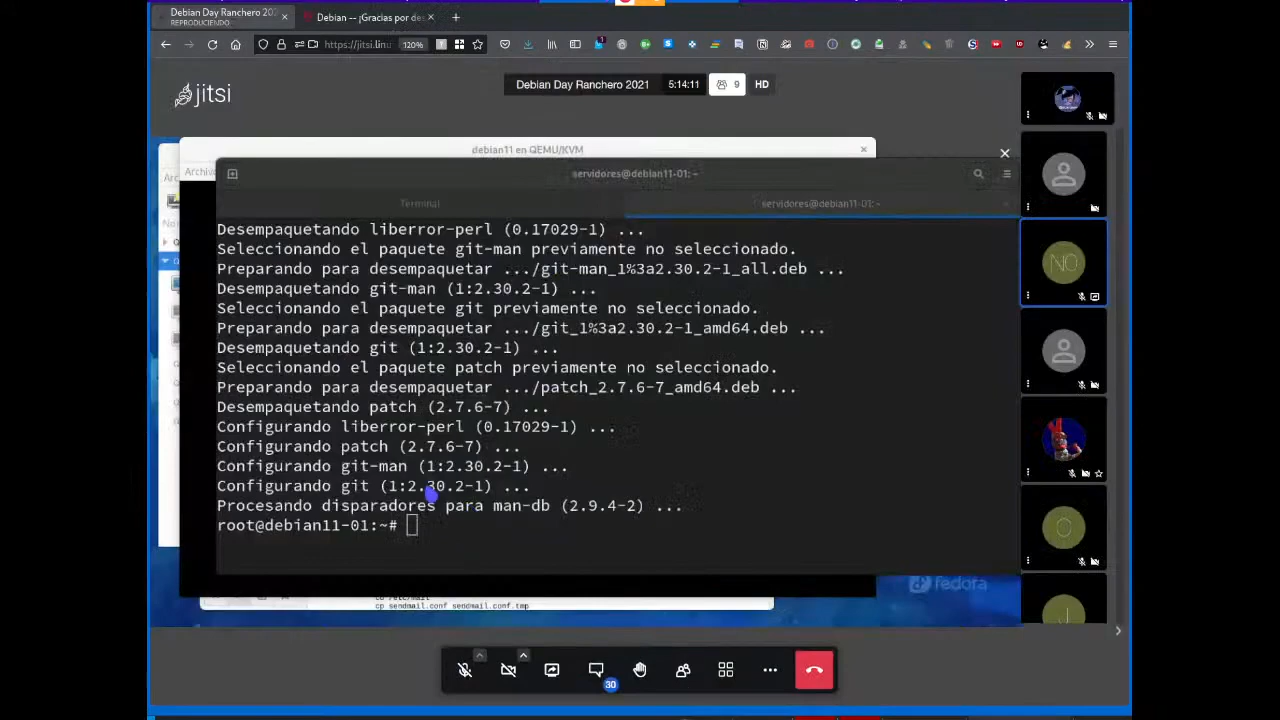 Debian Day Ranchero 202
REPRODUCIENDO
Debian -- ¡Gracias por des
https://jitsi.linu
120%
jitsi
Debian Day Ranchero 2021
5:14:11
9
HD
debian11 en QEMU/KVM
Archivo
servidores@debian11-01: ~
Terminal
servidores@debian11-01: ~
Desempaquetando liberror-perl (0.17029-1) ...
Seleccionando el paquete git-man previamente no seleccionado.
Preparando para desempaquetar .../git-man_1%3a2.30.2-1_all.deb ...
Desempaquetando git-man (1:2.30.2-1) ...
Seleccionando el paquete git previamente no seleccionado.
Preparando para desempaquetar .../git_1%3a2.30.2-1_amd64.deb ...
Desempaquetando git (1:2.30.2-1) ...
Seleccionando el paquete patch previamente no seleccionado.
Preparando para desempaquetar .../patch_2.7.6-7_amd64.deb ...
Desempaquetando patch (2.7.6-7) ...
Configurando liberror-perl (0.17029-1) ...
Configurando patch (2.7.6-7) ...
Configurando git-man (1:2.30.2-1) ...
Configurando git (1:2.30.2-1) ...
Procesando disparadores para man-db (2.9.4-2) ...
root@debian11-01:~#
fedora
cp sendmail.conf sendmail.conf.tmp
NO
O
J
30